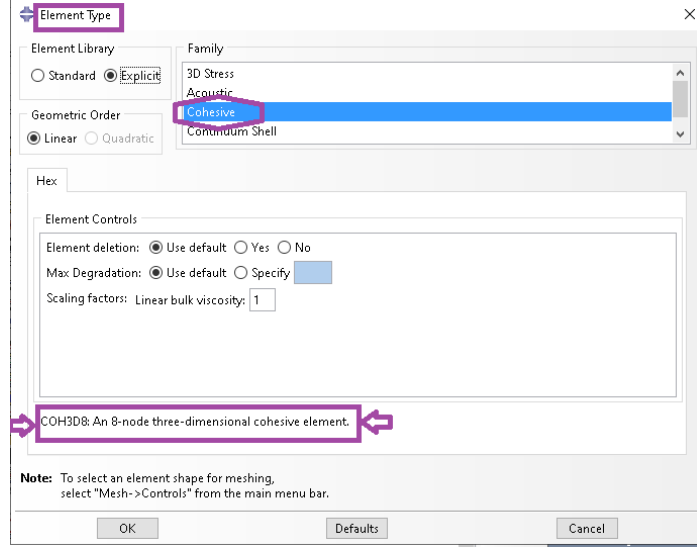 Element Type
Element Library
Family
Standard Explicit
3D Stress
Acoustic
Cohesive
Continuum Shell
Geometric Order
Linear Quadratic
Hex
Element Controls
Element deletion: Use default Yes No
Max Degradation: Use default Specify
Scaling factors: Linear bulk viscosity: 1
COH3D8: An 8-node three-dimensional cohesive element.
Note: To select an element shape for meshing,
select "Mesh->Controls" from the main menu bar.
OK Defaults Cancel